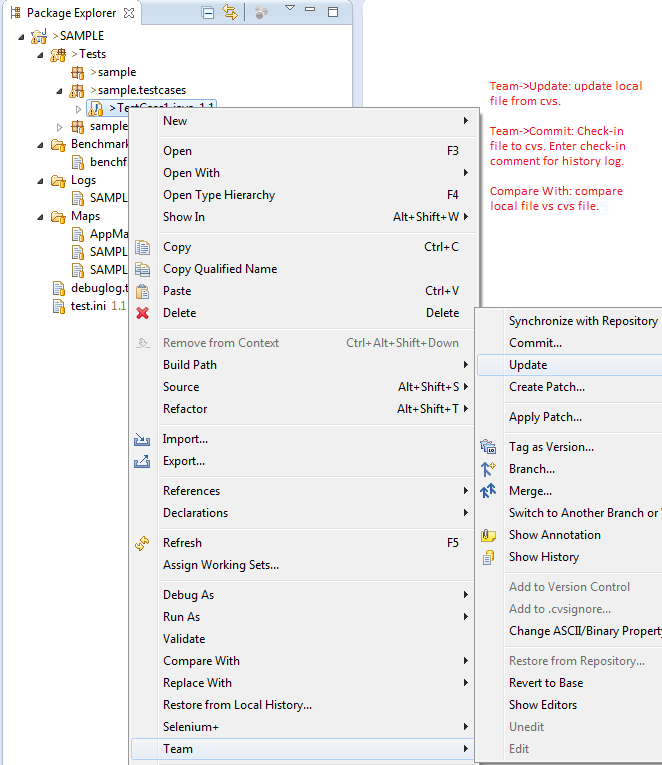 Package Explorer
>SAMPLE
>Tests
>sample
>sample.testcases
>TestCase1.java 1.1
sample
Benchmark
benchf
Logs
SAMPL
Maps
AppMa
SAMPL
SAMPL
debuglog.t
test.ini 1.1
New
Open F3
Open With
Open Type Hierarchy F4
Show In Alt+Shift+W
Copy Ctrl+C
Copy Qualified Name
Paste Ctrl+V
Delete Delete
Remove from Context Ctrl+Alt+Shift+Down
Build Path
Source Alt+Shift+S
Refactor Alt+Shift+T
Import...
Export...
References
Declarations
Refresh F5
Assign Working Sets...
Debug As
Run As
Validate
Compare With
Replace With
Restore from Local History...
Selenium+
Team
Team->Update: update local
file from cvs.
Team->Commit: Check-in
file to cvs. Enter check-in
comment for history log.
Compare With: compare
local file vs cvs file.
Synchronize with Repository
Commit...
Update
Create Patch...
Apply Patch...
Tag as Version...
Branch...
Merge...
Switch to Another Branch or
Show Annotation
Show History
Add to Version Control
Add to .cvsignore...
Change ASCII/Binary Property
Restore from Repository...
Revert to Base
Show Editors
Unedit
Edit